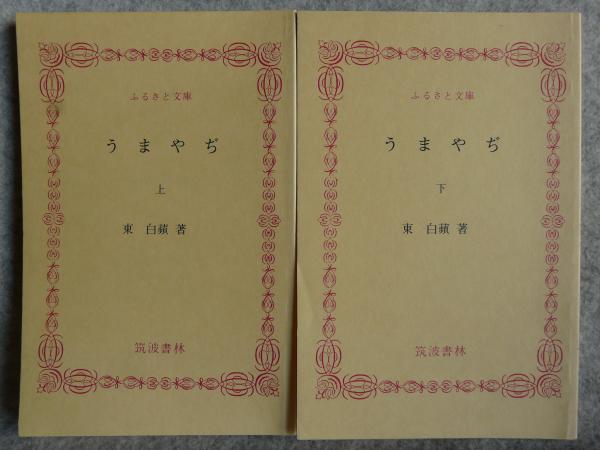 ふるさと文庫
うまやぢ
上
東 白蘋 著
筑波書林
ふるさと文庫
うまやぢ
下
東 白蘋 著
筑波書林